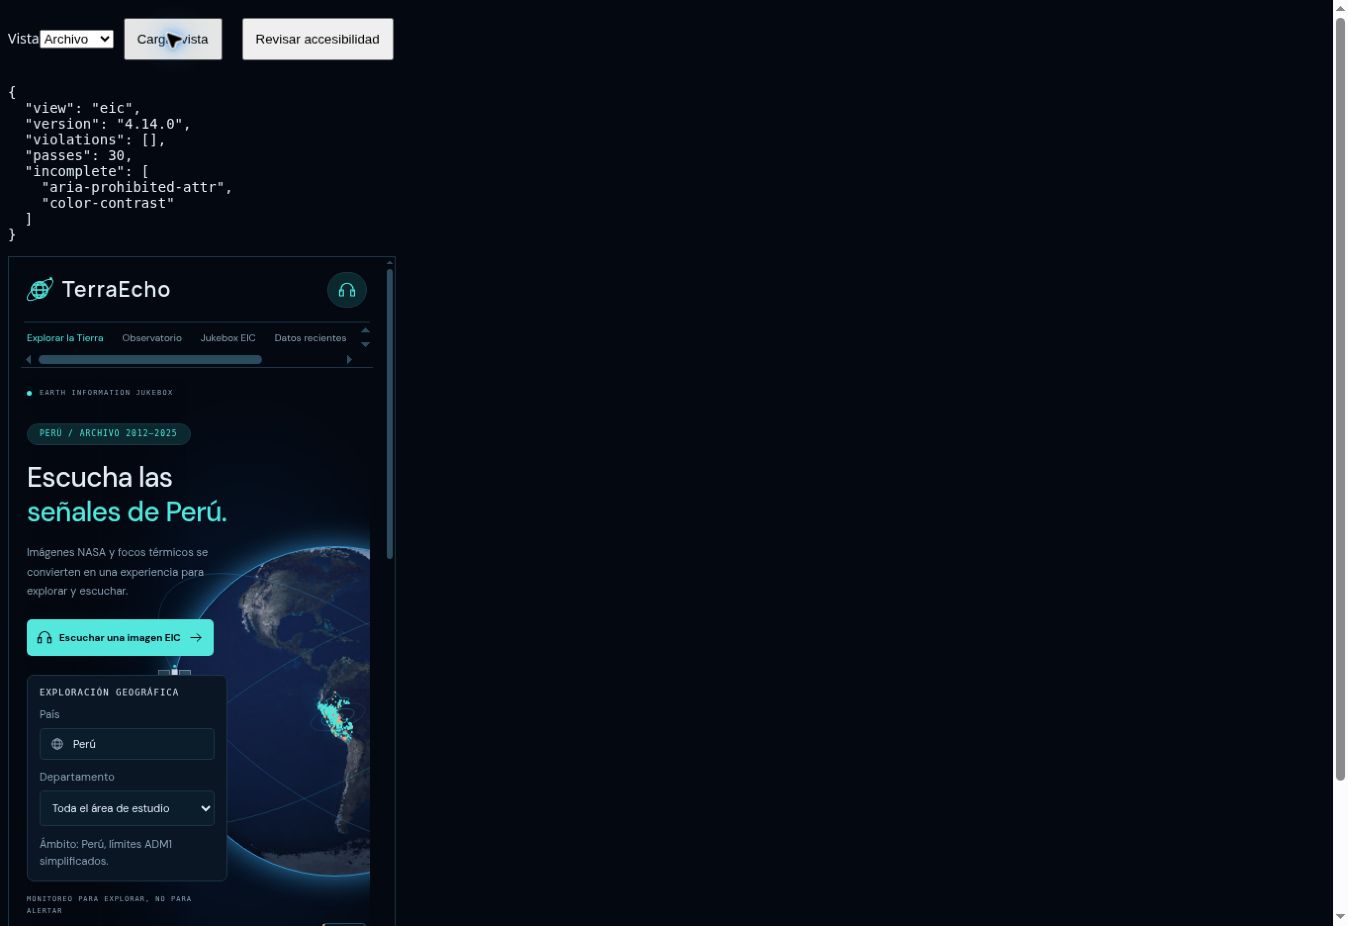 Vista Archivo Cargar vista Revisar accesibilidad
{
"view": "eic",
"version": "4.14.0",
"violations": [],
"passes": 30,
"incomplete": [
"aria-prohibited-attr",
"color-contrast"
]
}
TerraEcho
Explorar la Tierra Observatorio Jukebox EIC Datos recientes
EARTH INFORMATION JUKEBOX
PERÚ / ARCHIVO 2012–2025
Escucha las
señales de Perú.
Imágenes NASA y focos térmicos se
convierten en una experiencia para
explorar y escuchar.
Escuchar una imagen EIC →
EXPLORACIÓN GEOGRÁFICA
País
Perú
Departamento
Toda el área de estudio
Ámbito: Perú, límites ADM1
simplificados.
MONITOREO PARA EXPLORAR, NO PARA
ALERTAR